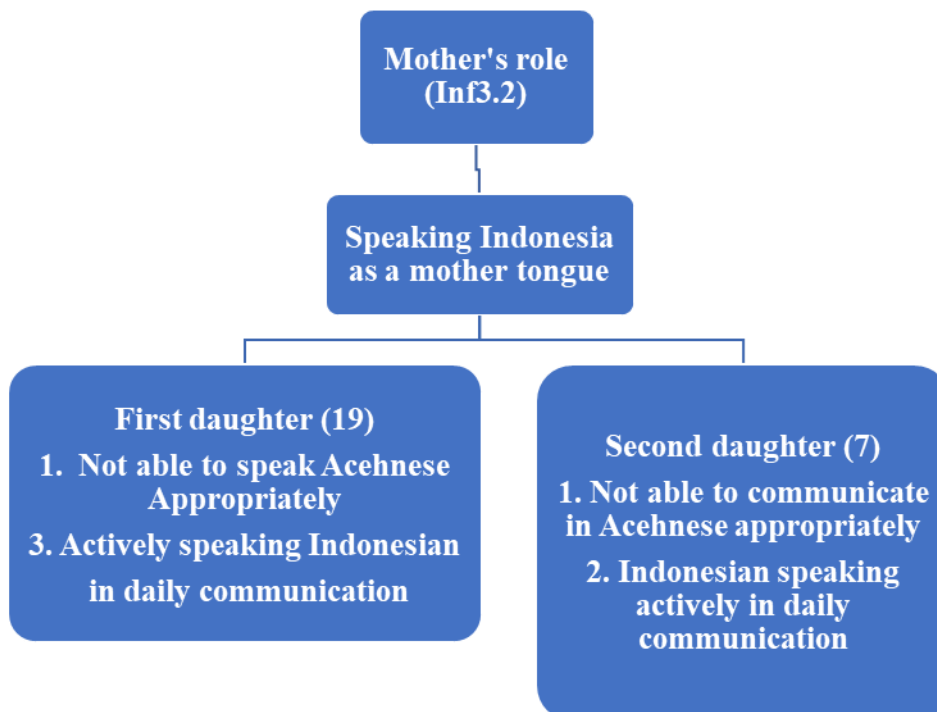 Mother's role
(Inf3.2)
Speaking Indonesia
as a mother tongue
First daughter (19)
1. Not able to speak Acehnese
Appropriately
3. Actively speaking Indonesian
in daily communication
Second daughter (7)
1. Not able to communicate
in Acehnese appropriately
2. Indonesian speaking
actively in daily
communication